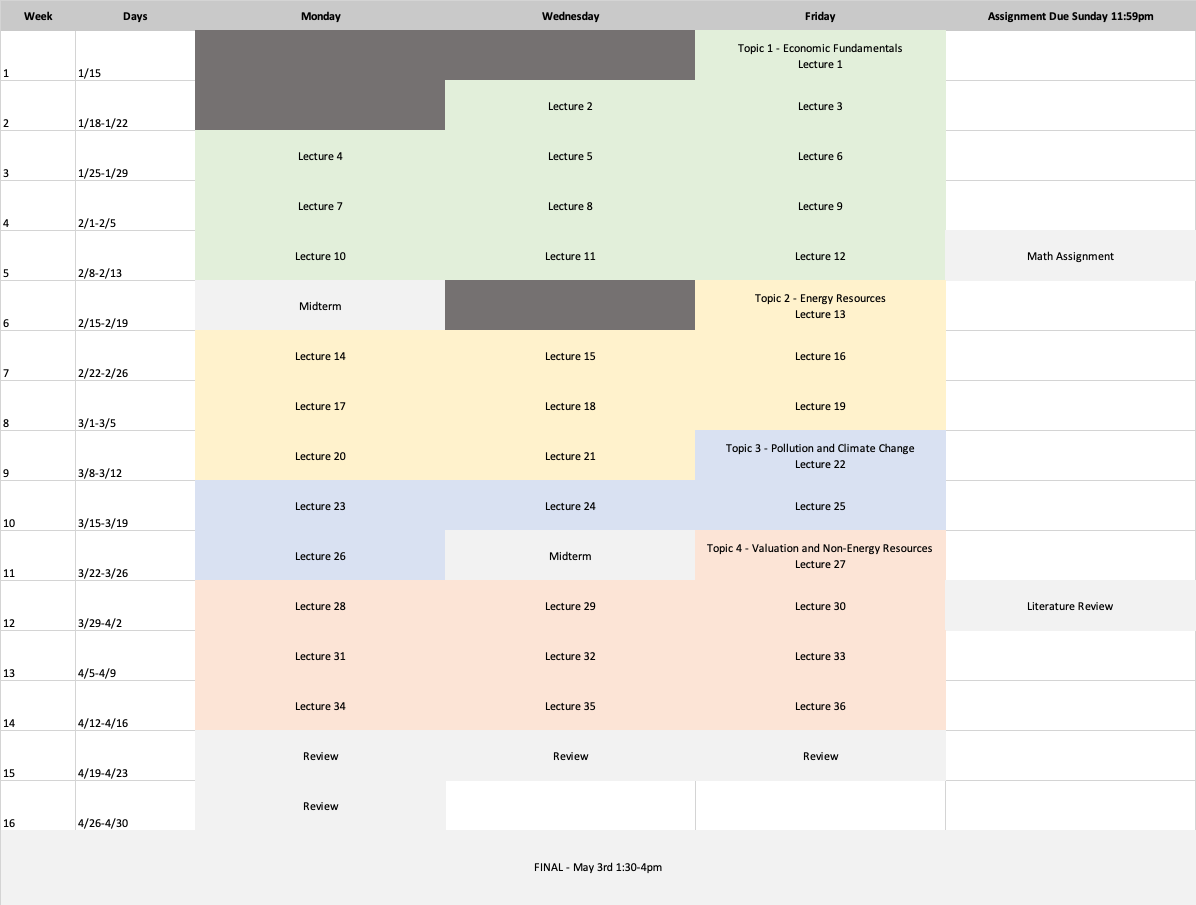 Week Days Monday Wednesday Friday Assignment Due Sunday 11:59pm
Topic 1 - Economic Fundamentals
Lecture 1
1 1/15
Lecture 2 Lecture 3
2 1/18-1/22
Lecture 4 Lecture 5 Lecture 6
3 1/25-1/29
Lecture 7 Lecture 8 Lecture 9
4 2/1-2/5
Lecture 10 Lecture 11 Lecture 12 Math Assignment
5 2/8-2/13
Topic 2 - Energy Resources
Midterm
Lecture 13
6 2/15-2/19
Lecture 14 Lecture 15 Lecture 16
7 2/22-2/26
Lecture 17 Lecture 18 Lecture 19
8 3/1-3/5
Topic 3 - Pollution and Climate Change
Lecture 20 Lecture 21
Lecture 22
9 3/8-3/12
Lecture 23 Lecture 24 Lecture 25
10 3/15-3/19
Topic 4 - Valuation and Non-Energy Resources
Lecture 26 Midterm
Lecture 27
11 3/22-3/26
Lecture 28 Lecture 29 Lecture 30 Literature Review
12 3/29-4/2
Lecture 31 Lecture 32 Lecture 33
13 4/5-4/9
Lecture 34 Lecture 35 Lecture 36
14 4/12-4/16
Review Review Review
15 4/19-4/23
Review
16 4/26-4/30
FINAL - May 3rd 1:30-4pm